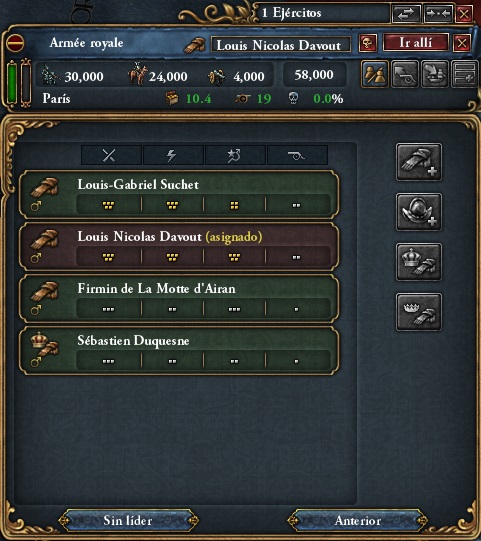 1 Ejércitos
Armée royale Louis Nicolas Davout Ir allí
30,000 24,000 4,000 58,000
París 10.4 19 0.0%
Louis-Gabriel Suchet
Louis Nicolas Davout (asignado)
Firmin de La Motte d'Airan
Sébastien Duquesne
Sin líder Anterior